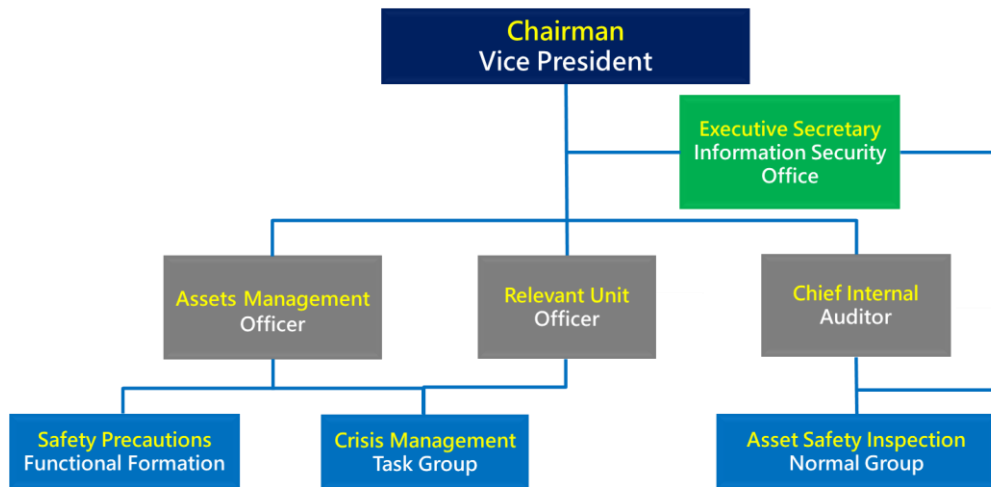 Chairman
Vice President
Executive Secretary
Information Security
Office
Assets Management
Officer
Relevant Unit
Officer
Chief Internal
Auditor
Safety Precautions
Functional Formation
Crisis Management
Task Group
Asset Safety Inspection
Normal Group